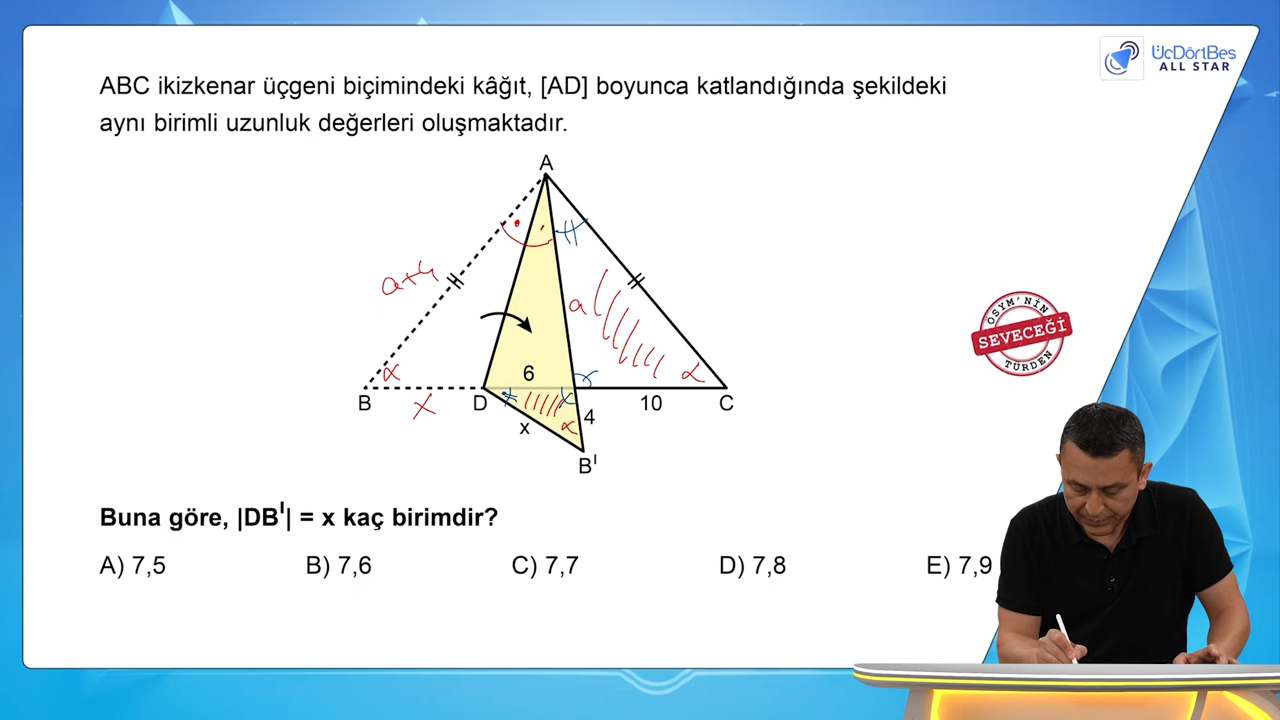 ÜçDörtBeş
ALL STAR
ABC ikizkenar üçgeni biçimindeki kâğıt, [AD] boyunca katlandığında şekildeki
aynı birimli uzunluk değerleri oluşmaktadır.
A
a+4
a
α
6
α
B
x
D
α
4
10
C
x
B'
ÖSYM'NİN
SEVECEĞİ
TÜRDEN
Buna göre, |DB'| = x kaç birimdir?
A) 7,5 B) 7,6 C) 7,7 D) 7,8 E) 7,9